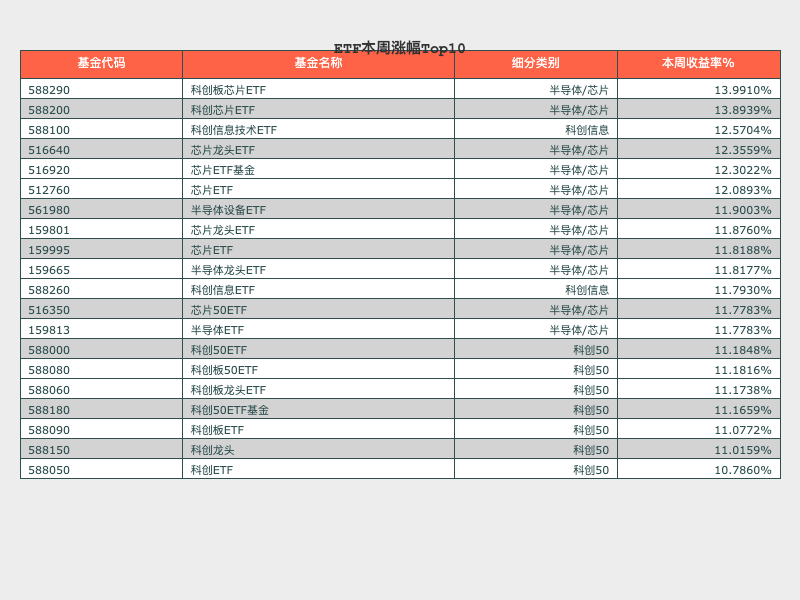 ETF本周涨幅Top10
基金代码 基金名称 细分类别 本周收益率%
588290 科创板芯片ETF 半导体/芯片 13.9910%
588200 科创芯片ETF 半导体/芯片 13.8939%
588100 科创信息技术ETF 科创信息 12.5704%
516640 芯片龙头ETF 半导体/芯片 12.3559%
516920 芯片ETF基金 半导体/芯片 12.3022%
512760 芯片ETF 半导体/芯片 12.0893%
561980 半导体设备ETF 半导体/芯片 11.9003%
159801 芯片龙头ETF 半导体/芯片 11.8760%
159995 芯片ETF 半导体/芯片 11.8188%
159665 半导体龙头ETF 半导体/芯片 11.8177%
588260 科创信息ETF 科创信息 11.7930%
516350 芯片50ETF 半导体/芯片 11.7783%
159813 半导体ETF 半导体/芯片 11.7783%
588000 科创50ETF 科创50 11.1848%
588080 科创板50ETF 科创50 11.1816%
588060 科创板龙头ETF 科创50 11.1738%
588180 科创50ETF基金 科创50 11.1659%
588090 科创板ETF 科创50 11.0772%
588150 科创龙头 科创50 11.0159%
588050 科创ETF 科创50 10.7860%